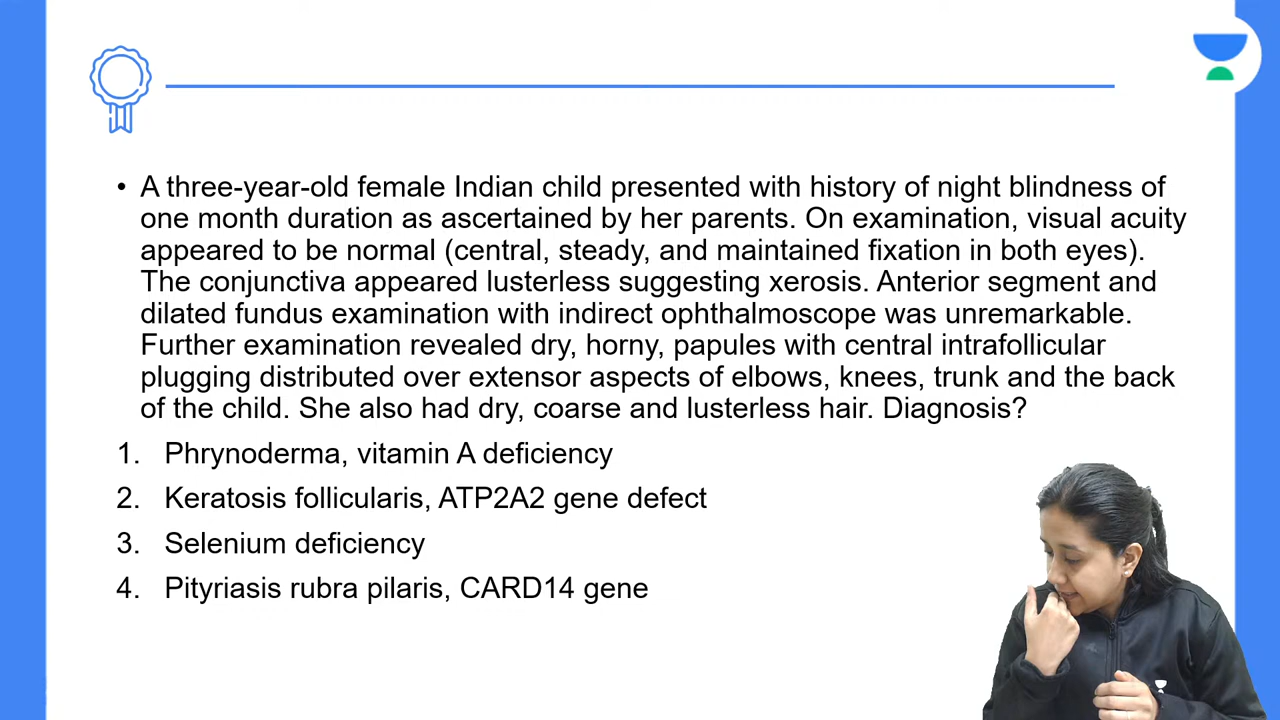 • A three-year-old female Indian child presented with history of night blindness of
one month duration as ascertained by her parents. On examination, visual acuity
appeared to be normal (central, steady, and maintained fixation in both eyes).
The conjunctiva appeared lusterless suggesting xerosis. Anterior segment and
dilated fundus examination with indirect ophthalmoscope was unremarkable.
Further examination revealed dry, horny, papules with central intrafollicular
plugging distributed over extensor aspects of elbows, knees, trunk and the back
of the child. She also had dry, coarse and lusterless hair. Diagnosis?
1. Phrynoderma, vitamin A deficiency
2. Keratosis follicularis, ATP2A2 gene defect
3. Selenium deficiency
4. Pityriasis rubra pilaris, CARD14 gene